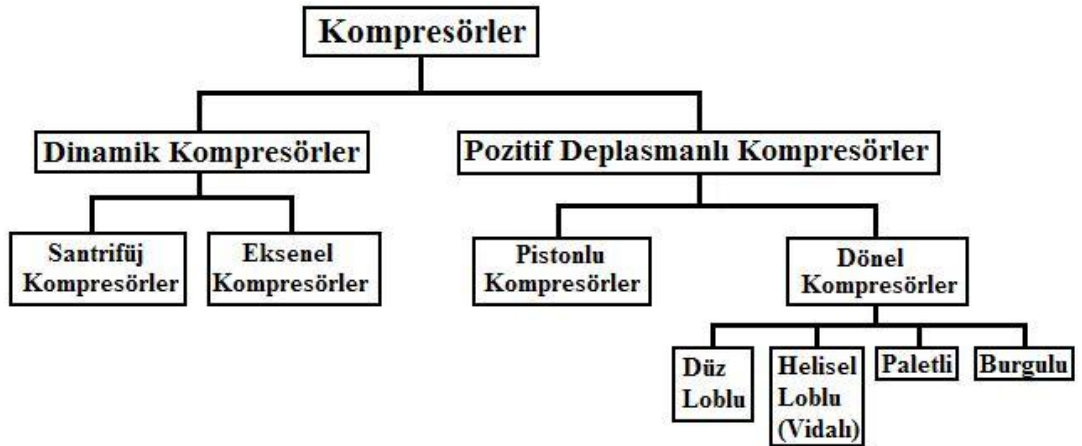 Kompresörler
Dinamik Kompresörler
Pozitif Deplasmanlı Kompresörler
Santrifüj
Kompresörler
Eksenel
Kompresörler
Pistonlu
Kompresörler
Dönel
Kompresörler
Düz
Loblu
Helisel
Loblu
(Vidalı)
Paletli
Burgulu